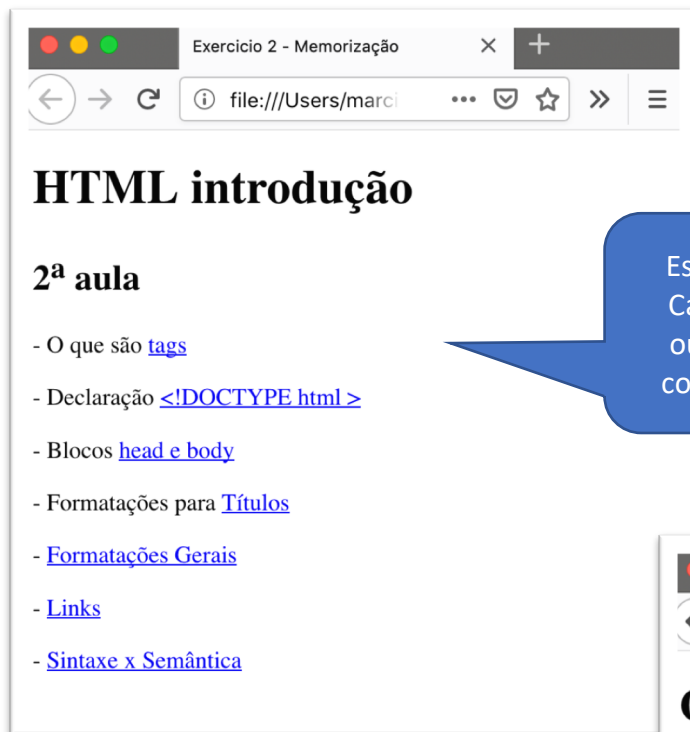 Exercicio 2 - Memorização
file:///Users/marci
HTML introdução
2ª aula
- O que são tags
- Declaração <!DOCTYPE html >
- Blocos head e body
- Formatações para Títulos
- Formatações Gerais
- Links
- Sintaxe x Semântica